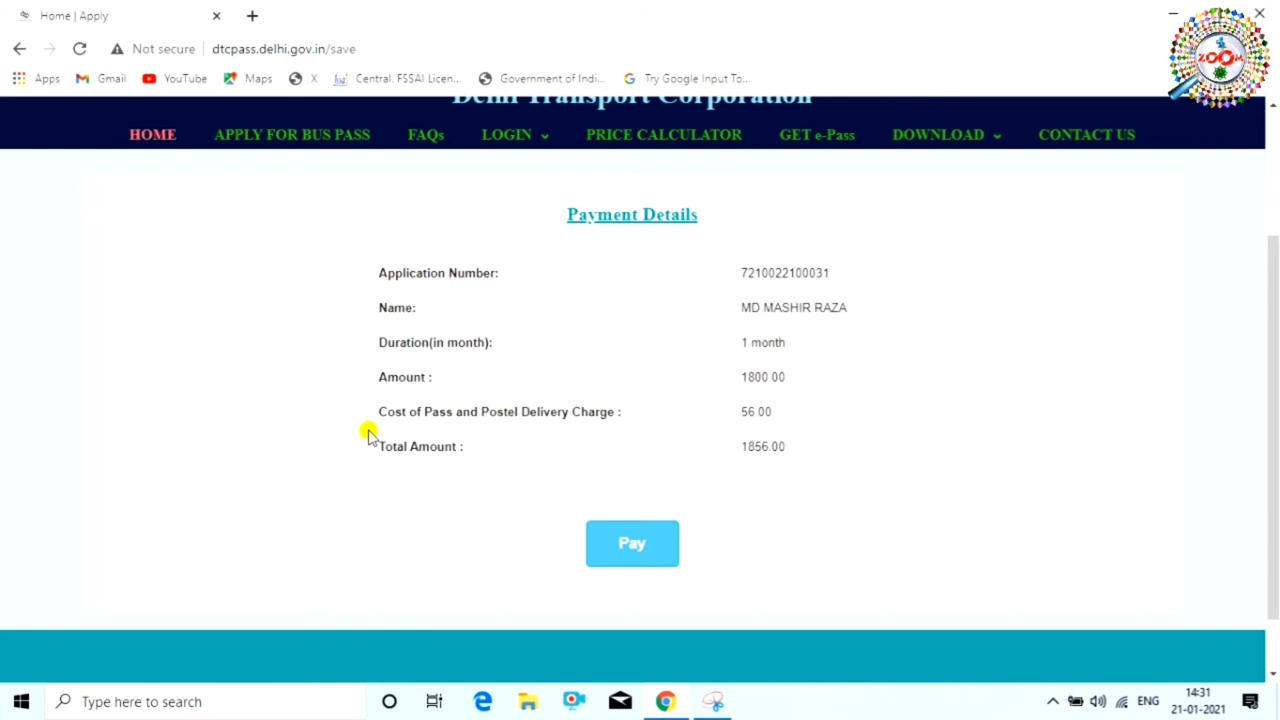 Home | Apply
Not secure dtcpass.delhi.gov.in/save
Apps Gmail YouTube Maps X Central. FSSAI Licen... Government of Indi... Try Google Input To...
ZOOM
Delhi Transport Corporation
HOME APPLY FOR BUS PASS FAQs LOGIN PRICE CALCULATOR GET e-Pass DOWNLOAD CONTACT US
Payment Details
Application Number: 7210022100031
Name: MD MASHIR RAZA
Duration(in month): 1 month
Amount : 1800.00
Cost of Pass and Postel Delivery Charge : 56.00
Total Amount : 1856.00
Pay
Type here to search
ENG
14:31
21-01-2021